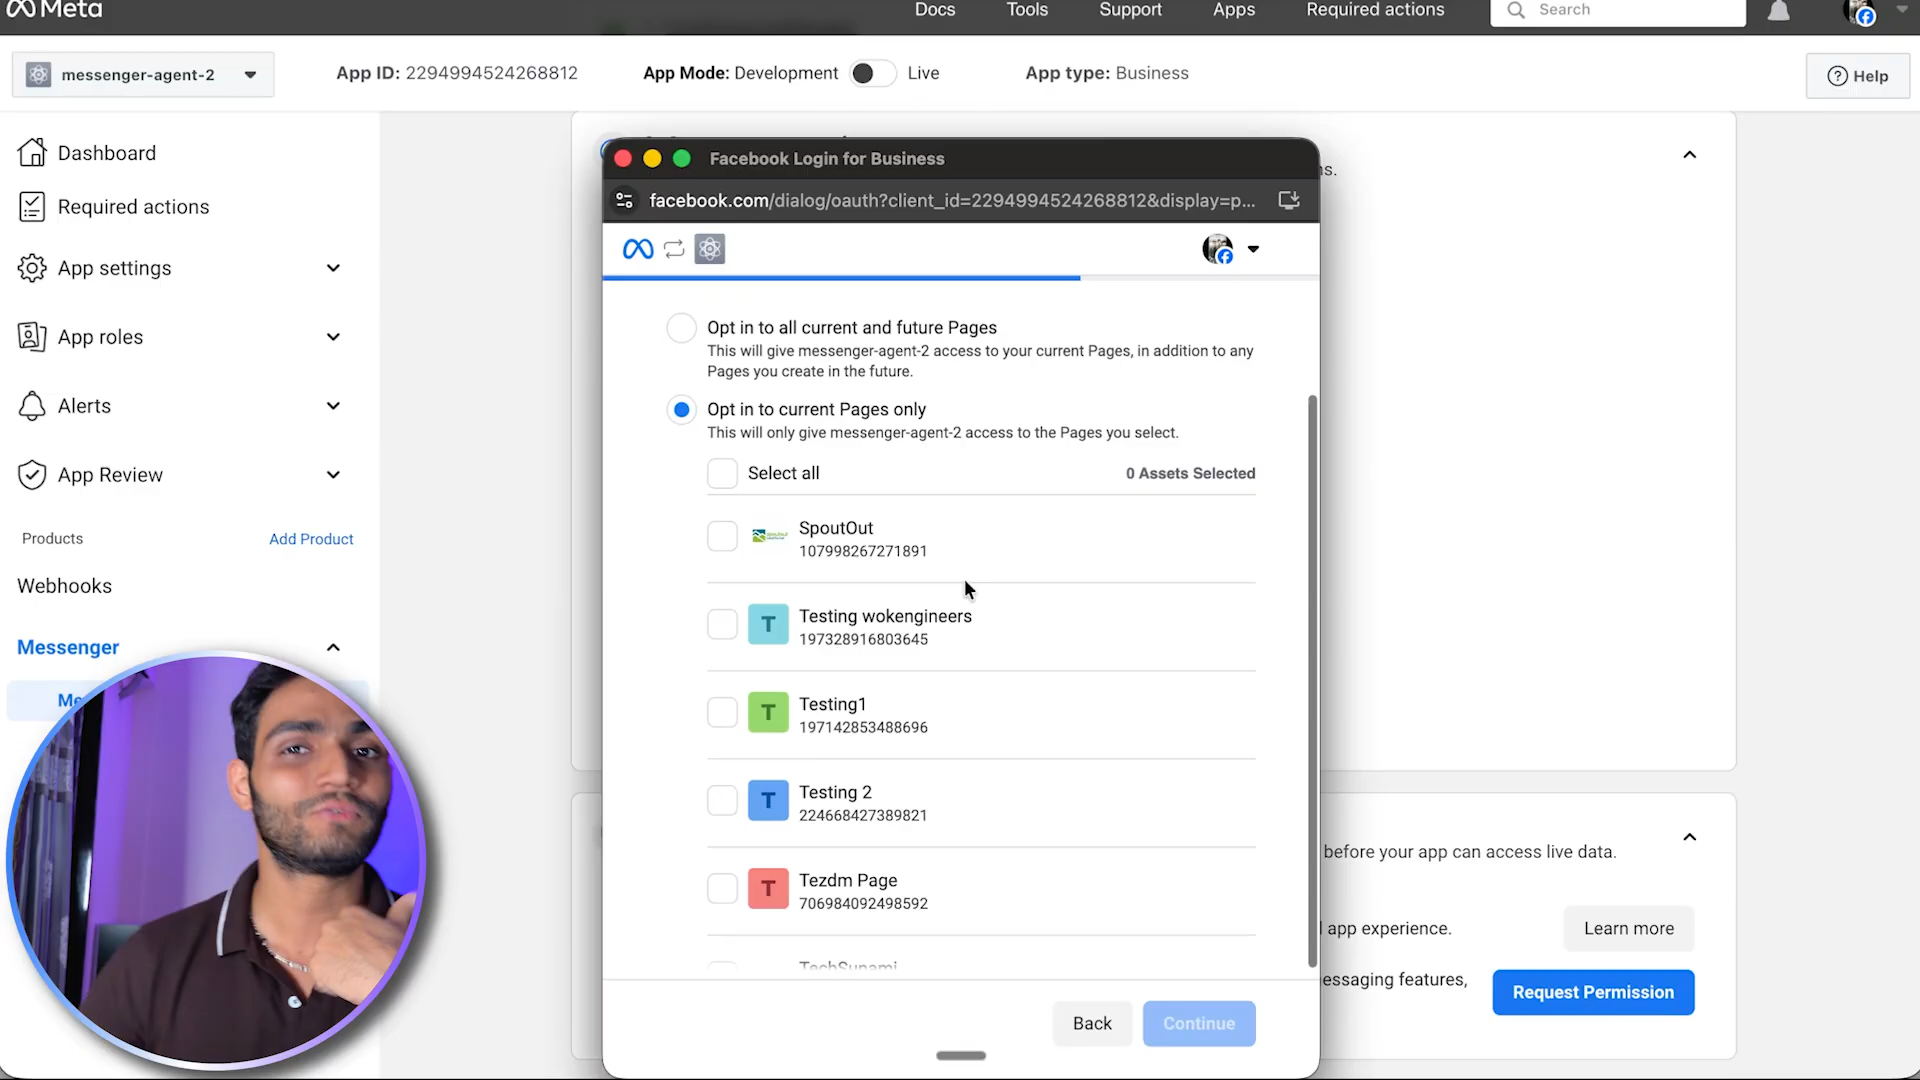 Meta
Docs
Tools
Support
Apps
Required actions
Search
messenger-agent-2
App ID: 2294994524268812
App Mode: Development
Live
App type: Business
Help
Dashboard
Required actions
App settings
App roles
Alerts
App Review
Products
Add Product
Webhooks
Messenger
Me
ns.
Facebook Login for Business
facebook.com/dialog/oauth?client_id=2294994524268812&display=p...
Opt in to all current and future Pages
This will give messenger-agent-2 access to your current Pages, in addition to any
Pages you create in the future.
Opt in to current Pages only
This will only give messenger-agent-2 access to the Pages you select.
Select all
0 Assets Selected
SpoutOut
107998267271891
T
Testing wokengineers
197328916803645
T
Testing1
197142853488696
T
Testing 2
224668427389821
T
Tezdm Page
706984092498592
TechSunami
Back
Continue
before your app can access live data.
app experience.
Learn more
essaging features,
Request Permission